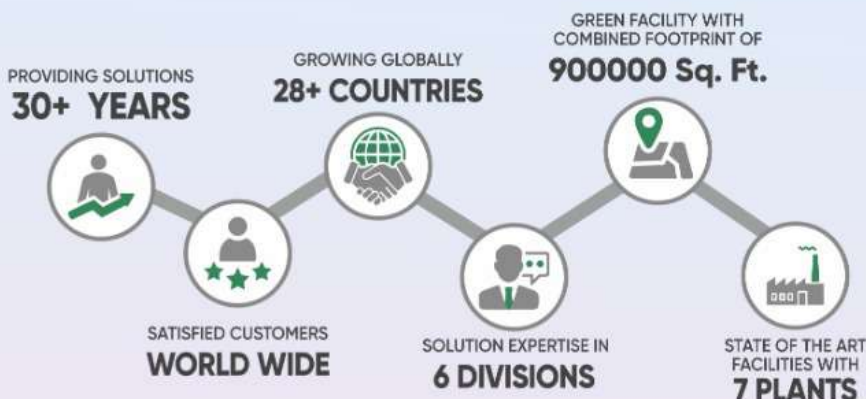 PROVIDING SOLUTIONS
30+ YEARS
SATISFIED CUSTOMERS
WORLD WIDE
GROWING GLOBALLY
28+ COUNTRIES
SOLUTION EXPERTISE IN
6 DIVISIONS
GREEN FACILITY WITH
COMBINED FOOTPRINT OF
900000 Sq. Ft.
STATE OF THE ART
FACILITIES WITH
7 PLANTS